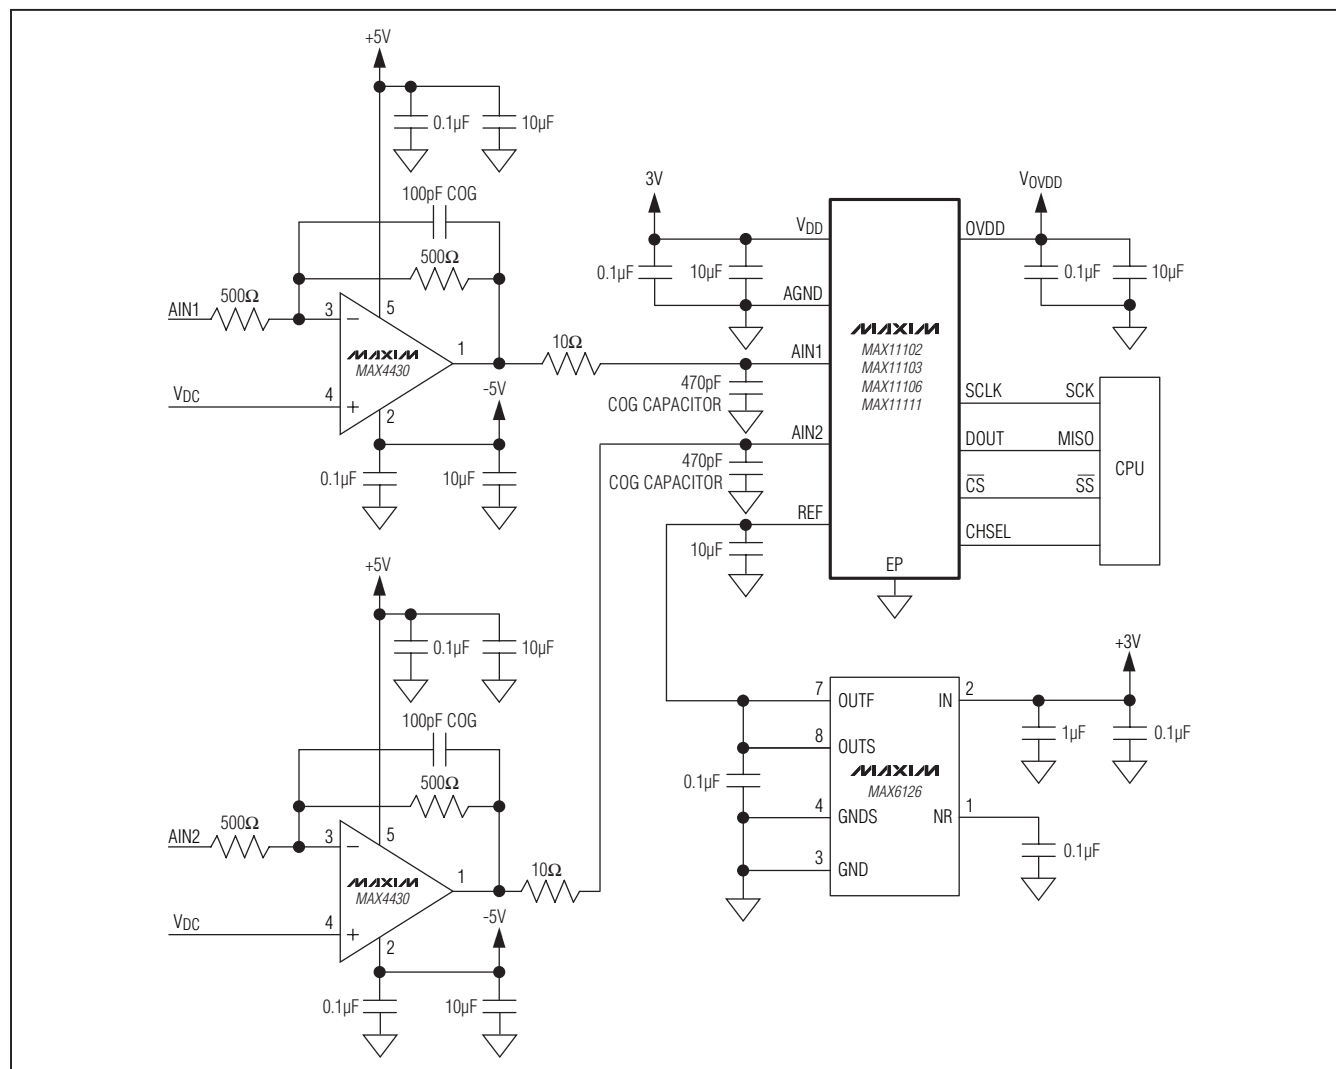 +5V
0.1µF
10µF
100pF COG
500Ω
AIN1
500Ω
3
−
5
MAXIM
MAX4430
1
VDC
4
+
2
-5V
0.1µF
10µF
10Ω
3V
0.1µF
10µF
VDD
AGND
AIN1
470pF
COG CAPACITOR
AIN2
470pF
COG CAPACITOR
REF
10µF
EP
MAXIM
MAX11102
MAX11103
MAX11106
MAX11111
VOVDD
OVDD
0.1µF
10µF
SCLK
SCK
DOUT
MISO
CS
SS
CHSEL
CPU
+5V
0.1µF
10µF
100pF COG
500Ω
AIN2
500Ω
3
−
5
MAXIM
MAX4430
1
VDC
4
+
2
-5V
0.1µF
10µF
10Ω
7
OUTF
8
OUTS
0.1µF
4
GNDS
3
GND
MAXIM
MAX6126
IN
2
NR
1
+3V
1µF
0.1µF
0.1µF